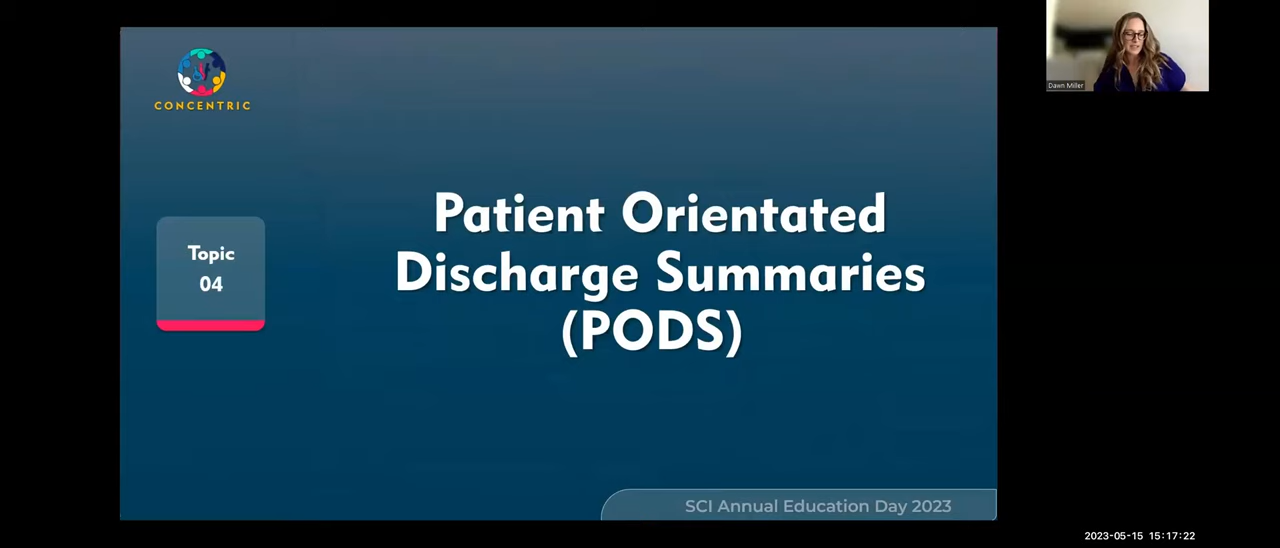 CONCENTRIC
Topic
04
Patient Orientated
Discharge Summaries
(PODS)
SCI Annual Education Day 2023
Dawn Miller
2023-05-15 15:17:22